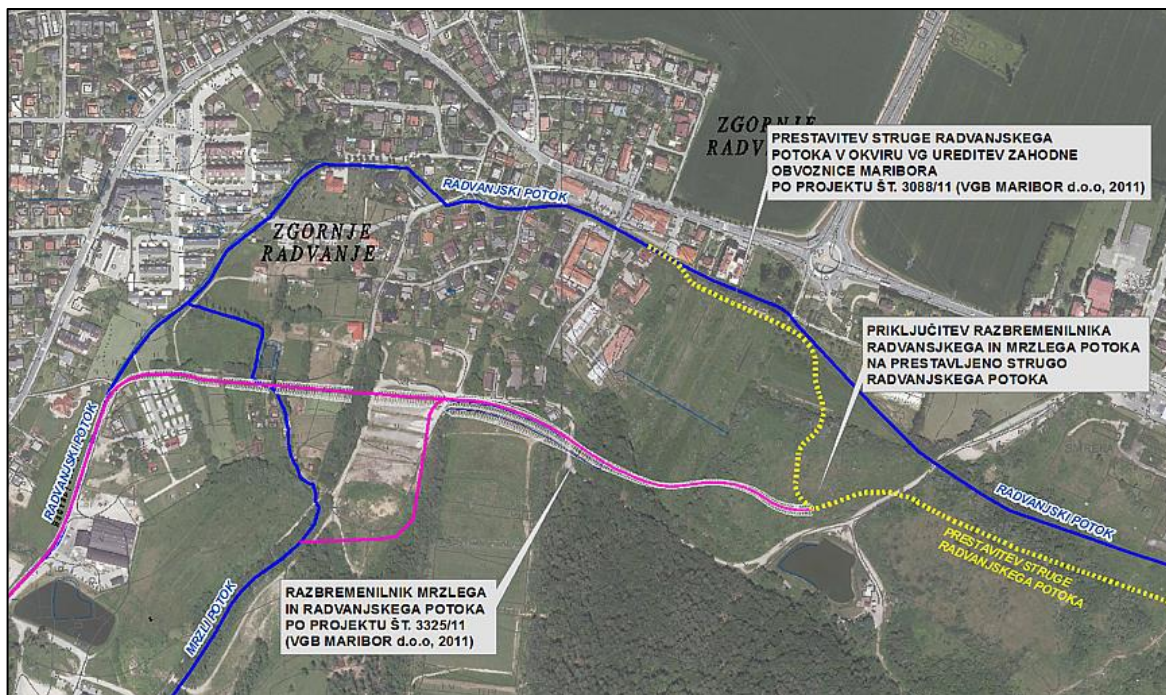 ZGORNJE
RADV
PRESTAVITEV STRUGE RADVANJSKEGA
POTOKA V OKVIRU VG UREDITEV ZAHODNE
OBVOZNICE MARIBORA
PO PROJEKTU ŠT. 3088/11 (VGB MARIBOR d.o.o, 2011)
RADVANJSKI POTOK
ZGORNJE
RADVANJE
PRIKLJUČITEV RAZBREMENILNIKA
RADVANSJKEGA IN MRZLEGA POTOKA
NA PRESTAVLJENO STRUGO
RADVANJSKEGA POTOKA
RADVANJSKI POTOK
RADVANJSKI POTOK
PRESTAVITEV STRUGE
RADVANJSKEGA POTOKA
RAZBREMENILNIK MRZLEGA
IN RADVANJSKEGA POTOKA
PO PROJEKTU ŠT. 3325/11
(VGB MARIBOR d.o.o, 2011)
MRZLI POTOK